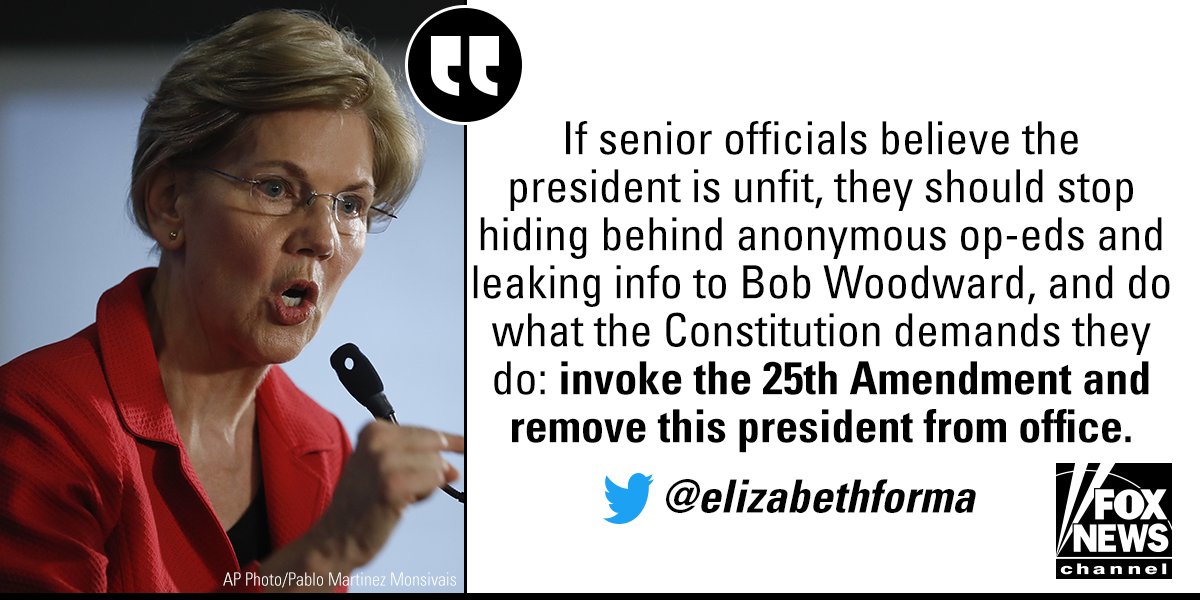 If senior officials believe the
president is unfit, they should stop
hiding behind anonymous op-eds and
leaking info to Bob Woodward, and do
what the Constitution demands they
do: invoke the 25th Amendment and
remove this president from office.
@elizabethforma
FOX
NEWS
channel
AP Photo/Pablo Martinez Monsivais